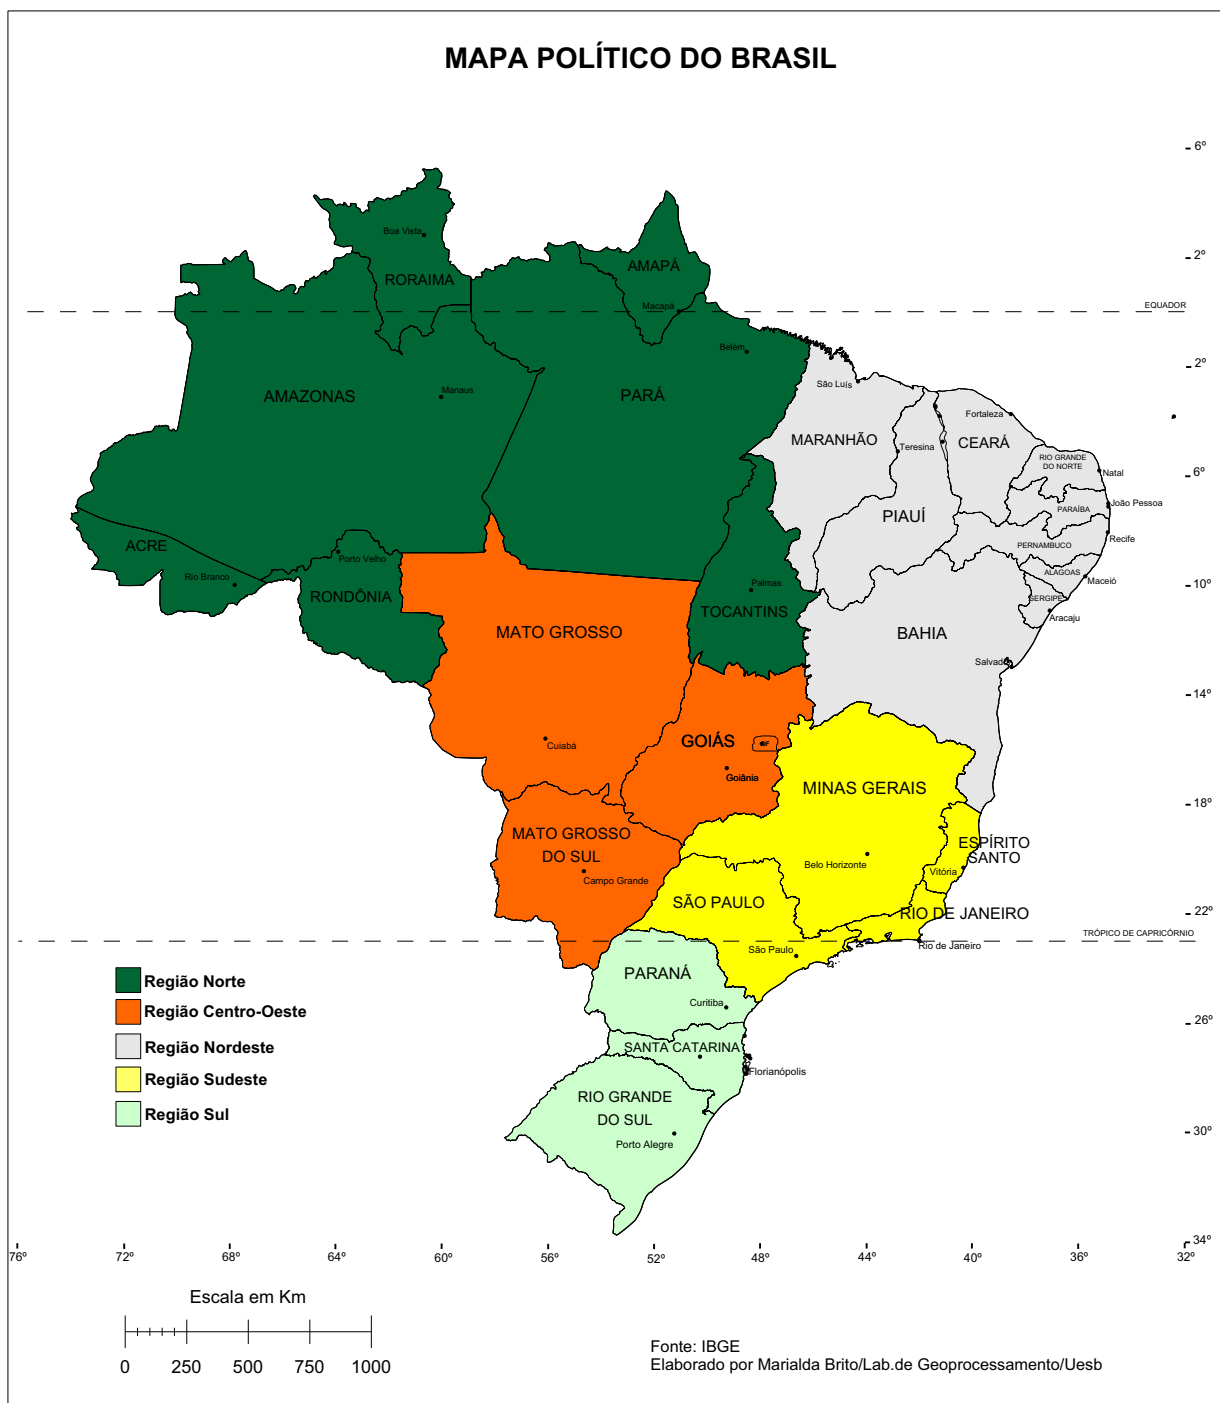 MAPA POLÍTICO DO BRASIL
6º
2º
EQUADOR
2º
6º
10º
14º
18º
22º
TRÓPICO DE CAPRICÓRNIO
26º
30º
34º
Boa Vista
RORAIMA
AMAPÁ
Macapá
Belém
AMAZONAS
Manaus
PARÁ
São Luís
MARANHÃO
Teresina
Fortaleza
CEARÁ
RIO GRANDE
DO NORTE
Natal
João Pessoa
PARAÍBA
PIAUÍ
Recife
PERNAMBUCO
ALAGOAS
Maceió
SERGIPE
Aracaju
ACRE
Rio Branco
Porto Velho
RONDÔNIA
Palmas
TOCANTINS
MATO GROSSO
BAHIA
Salvad
Cuiabá
GOIÁS
F
Goiânia
MINAS GERAIS
MATO GROSSO
DO SUL
Campo Grande
Belo Horizonte
ESPÍRITO
SANTO
Vitória
SÃO PAULO
RIO DE JANEIRO
Rio de Janeiro
São Paulo
PARANÁ
Curitiba
SANTA CATARINA
Florianópolis
RIO GRANDE
DO SUL
Porto Alegre
Região Norte
Região Centro-Oeste
Região Nordeste
Região Sudeste
Região Sul
76º 72º 68º 64º 60º 56º 52º 48º 44º 40º 36º 32º
Escala em Km
0 250 500 750 1000
Fonte: IBGE
Elaborado por Marialda Brito/Lab.de Geoprocessamento/Uesb